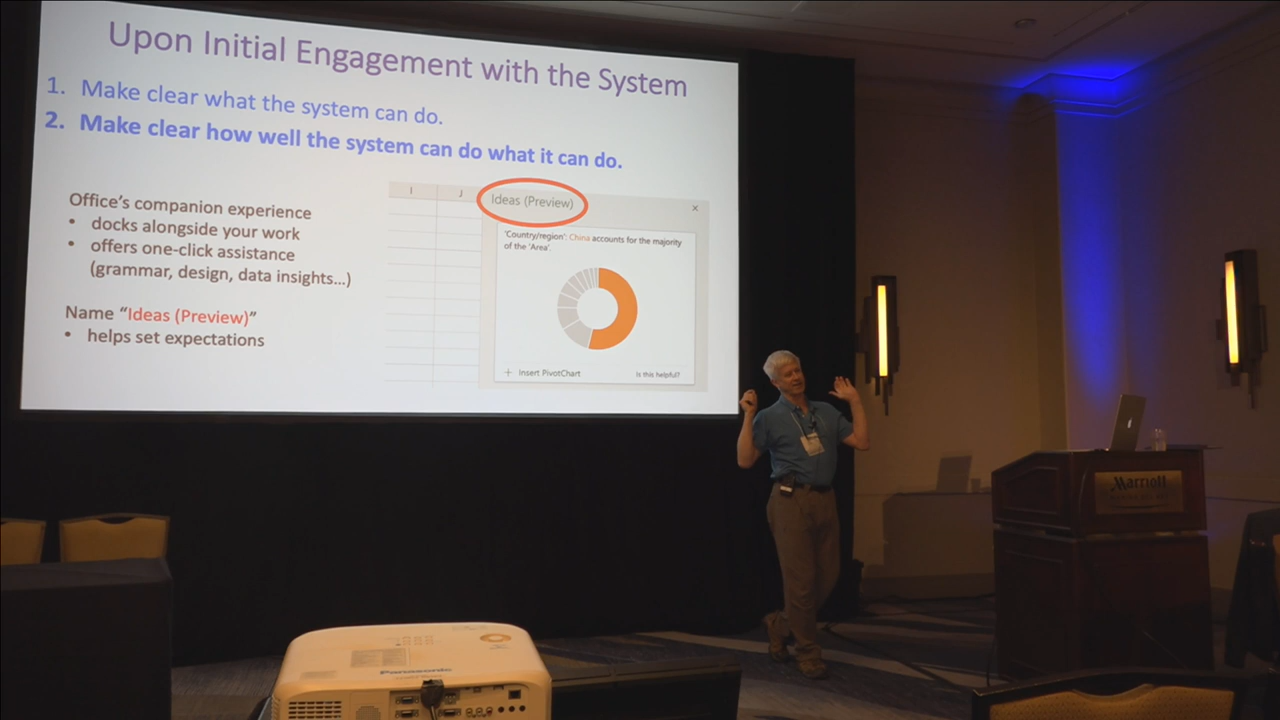 Upon Initial Engagement with the System
1. Make clear what the system can do.
2. Make clear how well the system can do what it can do.
Office's companion experience
• docks alongside your work
• offers one-click assistance
(grammar, design, data insights...)
Name "Ideas (Preview)"
• helps set expectations
I J
Ideas (Preview)
×
'Country/region': China accounts for the majority
of the 'Area'.
+ Insert PivotChart
Is this helpful?
Marriott
Panasonic